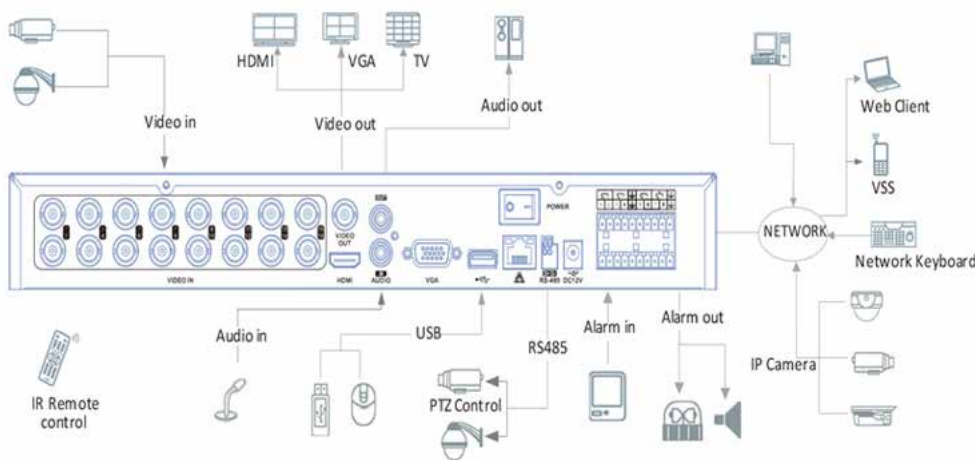 HDMI
VGA
TV
Video in
Video out
Audio out
Web Client
VSS
NETWORK
Network Keyboard
IP Camera
POWER
VIDEO OUT
VIDEO IN
HDMI
AUDIO
VGA
RS-485
DC12V
Audio in
USB
RS485
Alarm in
Alarm out
PTZ Control
IR Remote
control